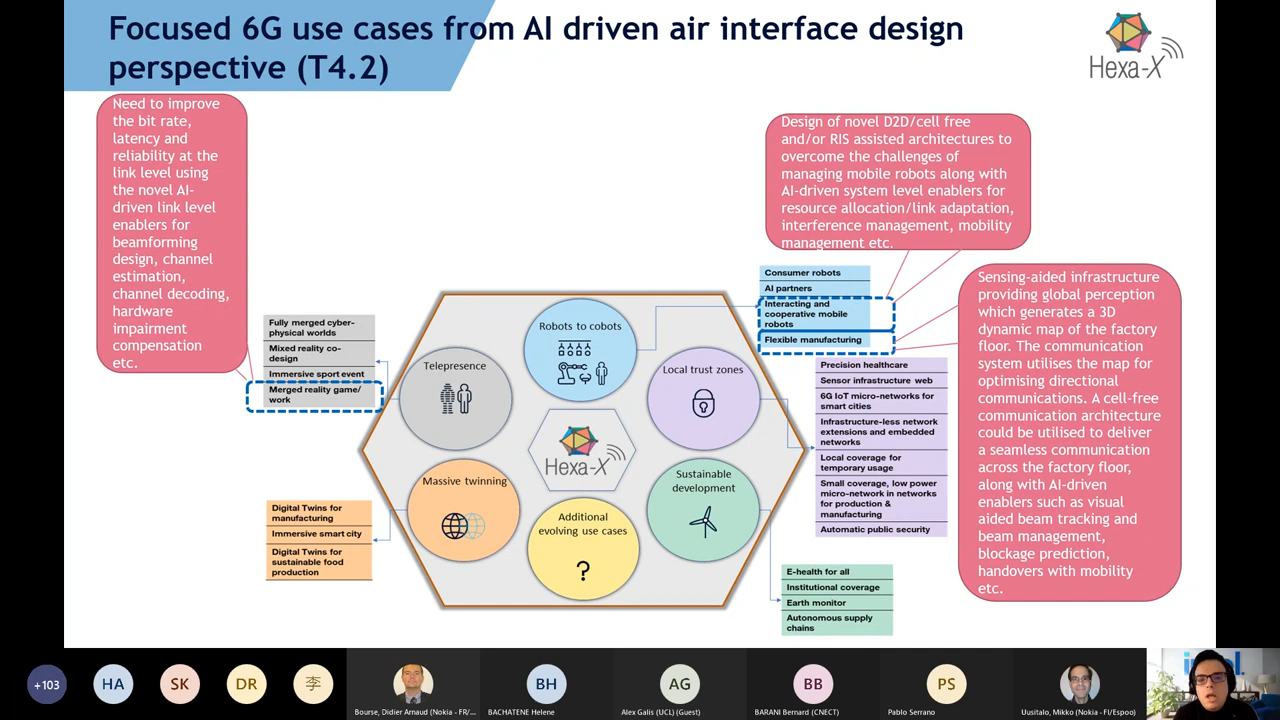 Focused 6G use cases from AI driven air interface design
perspective (T4.2)
Hexa-X
Need to improve
the bit rate,
latency and
reliability at the
link level using
the novel AI-
driven link level
enablers for
beamforming
design, channel
estimation,
channel decoding,
hardware
impairment
compensation
etc.
Design of novel D2D/cell free
and/or RIS assisted architectures to
overcome the challenges of
managing mobile robots along with
AI-driven system level enablers for
resource allocation/link adaptation,
interference management, mobility
management etc.
Sensing-aided infrastructure
providing global perception
which generates a 3D
dynamic map of the factory
floor. The communication
system utilises the map for
optimising directional
communications. A cell-free
communication architecture
could be utilised to deliver
a seamless communication
across the factory floor,
along with AI-driven
enablers such as visual
aided beam tracking and
beam management,
blockage prediction,
handovers with mobility
etc.
Fully merged cyber-
physical worlds
Mixed reality co-
design
Immersive sport event
Merged reality game/
work
Telepresence
Robots to cobots
Consumer robots
AI partners
Interacting and
cooperative mobile
robots
Flexible manufacturing
Local trust zones
Precision healthcare
Sensor infrastructure web
6G IoT micro-networks for
smart cities
Infrastructure-less network
extensions and embedded
networks
Local coverage for
temporary usage
Small coverage, low power
micro-network in networks
for production &
manufacturing
Automatic public security
Hexa-X
Massive twinning
Digital Twins for
manufacturing
Immersive smart city
Digital Twins for
sustainable food
production
Additional
evolving use cases
?
Sustainable
development
E-health for all
Institutional coverage
Earth monitor
Autonomous supply
chains
+103
HA
SK
DR
李
Bourse, Didier Arnaud (Nokia - FR/...
BH
BACHATENE Helene
AG
Alex Galis (UCL) (Guest)
BB
BARANI Bernard (CNECT)
PS
Pablo Serrano
Uusitalo, Mikko (Nokia - FI/Espoo)